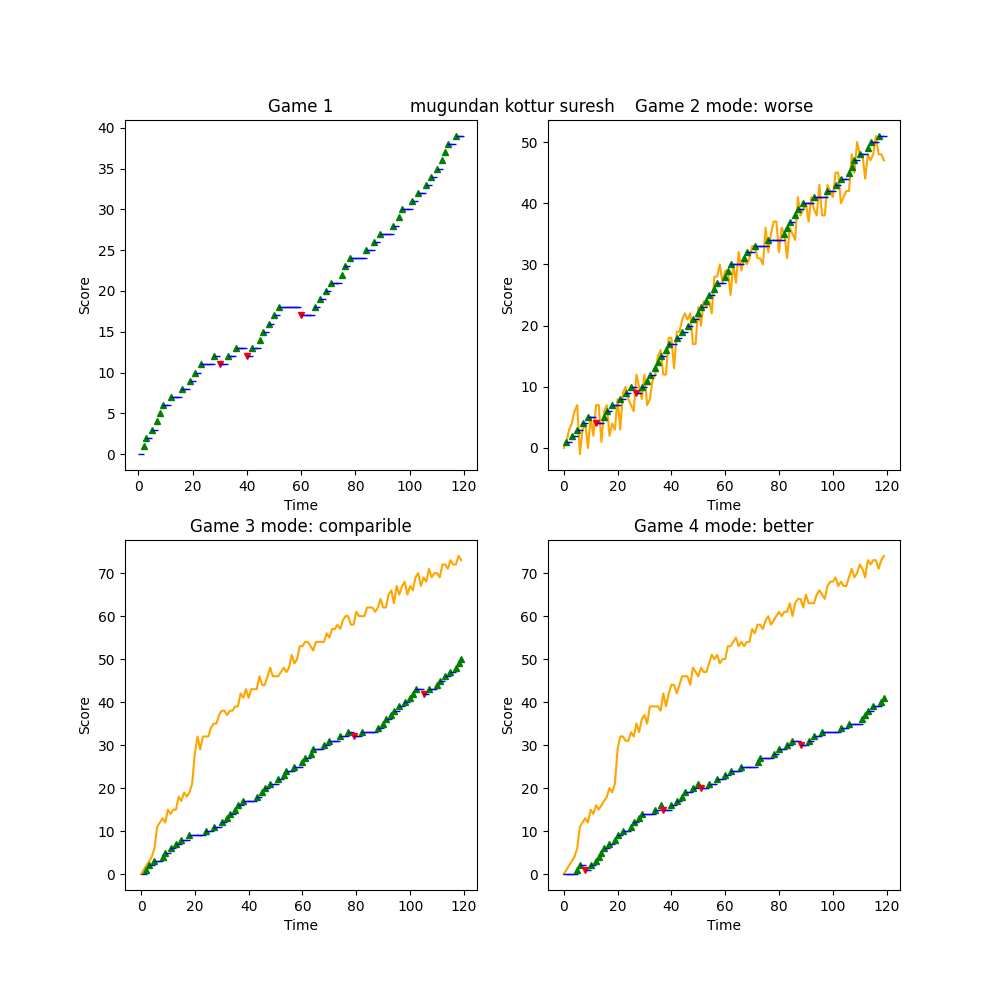 Game 1
mugundan kottur suresh
Game 2 mode: worse
Score
40
35
30
25
20
15
10
5
0
0 20 40 60 80 100 120
Time
Score
50
40
30
20
10
0
0 20 40 60 80 100 120
Time
Game 3 mode: comparible
Score
70
60
50
40
30
20
10
0
0 20 40 60 80 100 120
Time
Game 4 mode: better
Score
70
60
50
40
30
20
10
0
0 20 40 60 80 100 120
Time